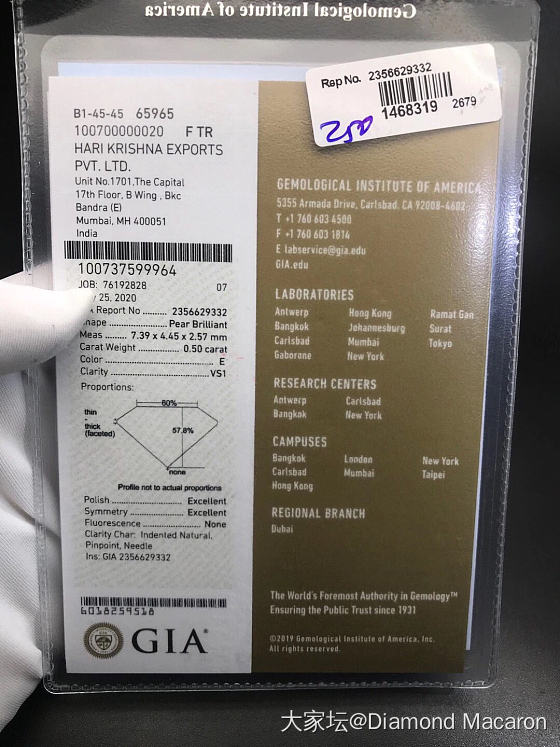 Gemological Institute of America
Rep No. 2356629332
1468319 2679
250
B1-45-45 65965
100700000020 F TR
HARI KRISHNA EXPORTS
PVT. LTD.
Unit No.1701,The Capital
17th Floor, B Wing , Bkc
Bandra (E)
Mumbai, MH 400051
India
100737599964
JOB: 76192828 07
25, 2020
Report No .......... 2356629332
.......... Pear Brilliant
Meas ... 7.39 x 4.45 x 2.57 mm
Carat Weight .......... 0.50 carat
Color .......... E
Clarity .......... VS1
Proportions:
60%
thin
-
thick
(faceted)
57.8%
none
Profile not to actual proportions
Polish .......... Excellent
Symmetry .......... Excellent
Fluorescence .......... None
Clarity Char: Indented Natural,
Pinpoint, Needle
Ins: GIA 2356629332
6018259518
GIA®
GEMOLOGICAL INSTITUTE OF AMERICA
5355 Armada Drive, Carlsbad, CA 92008-4602
T +1 760 603 4500
F +1 760 603 1814
E labservice@gia.edu
GIA.edu
LABORATORIES
Antwerp Hong Kong Ramat Gan
Bangkok Johannesburg Surat
Carlsbad Mumbai Tokyo
Gaborone New York
RESEARCH CENTERS
Antwerp Carlsbad
Bangkok New York
CAMPUSES
Bangkok London New York
Carlsbad Mumbai Taipei
Hong Kong
REGIONAL BRANCH
Dubai
The World's Foremost Authority in Gemology™
Ensuring the Public Trust since 1931
©2019 Gemological Institute of America, Inc.
All rights reserved.
大家坛@Diamond Macaron